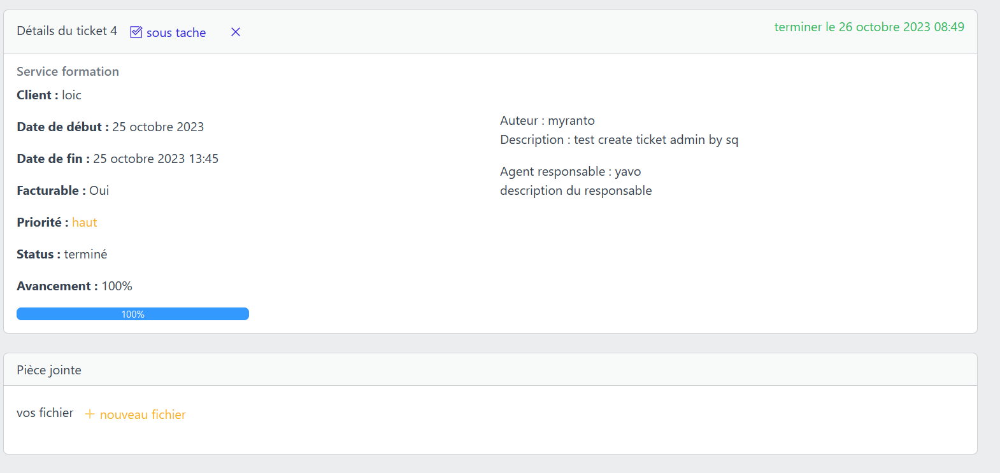 Détails du ticket 4 sous tache
terminer le 26 octobre 2023 08:49
Service formation
Client : loic
Date de début : 25 octobre 2023
Date de fin : 25 octobre 2023 13:45
Facturable : Oui
Priorité : haut
Status : terminé
Avancement : 100%
100%
Auteur : myranto
Description : test create ticket admin by sq
Agent responsable : yavo
description du responsable
Pièce jointe
vos fichier + nouveau fichier